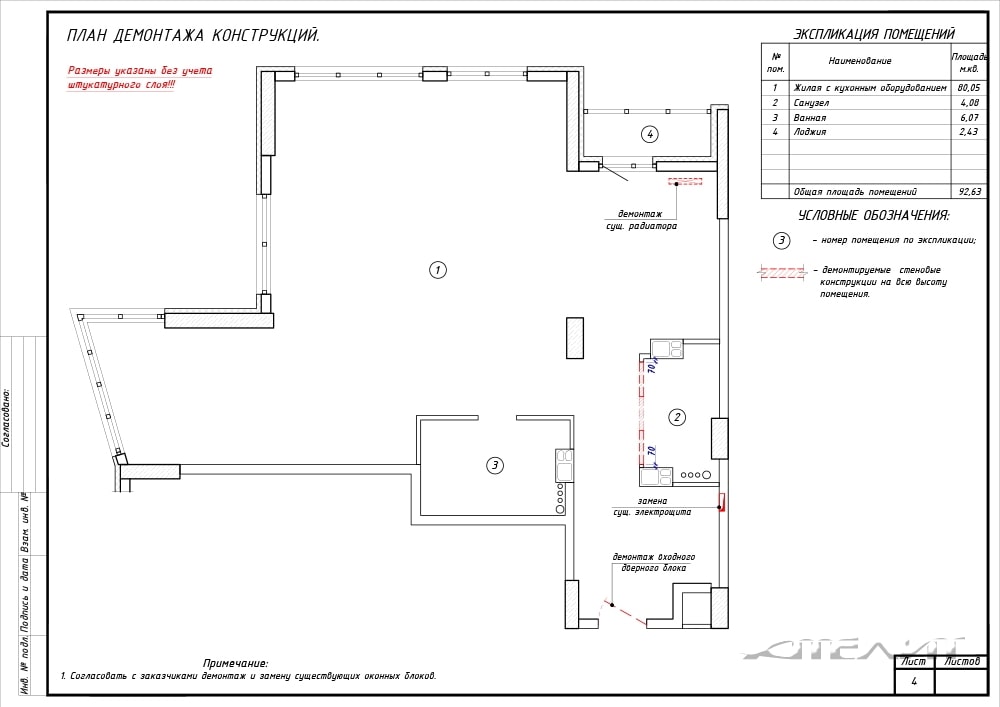 ПЛАН ДЕМОНТАЖА КОНСТРУКЦИЙ.
Размеры указаны без учета
штукатурного слоя!!!
ЭКСПЛИКАЦИЯ ПОМЕЩЕНИЙ
№ пом. Наименование Площадь м.кв.
1 Жилая с кухонным оборудованием 80,05
2 Санузел 4,08
3 Ванная 6,07
4 Лоджия 2,43
Общая площадь помещений 92,63
УСЛОВНЫЕ ОБОЗНАЧЕНИЯ:
3 - номер помещения по экспликации;
- демонтируемые стеновые
конструкции на всю высоту
помещения.
4
демонтаж
сущ. радиатора
1
70
2
70
3
замена
сущ. электрощита
демонтаж входного
дверного блока
Согласовано:
Взам. инв. №
Подпись и дата
Инв. № подл.
Примечание:
1. Согласовать с заказчиками демонтаж и замену существующих оконных блоков.
СТЕЛИТ
Лист Листов
4